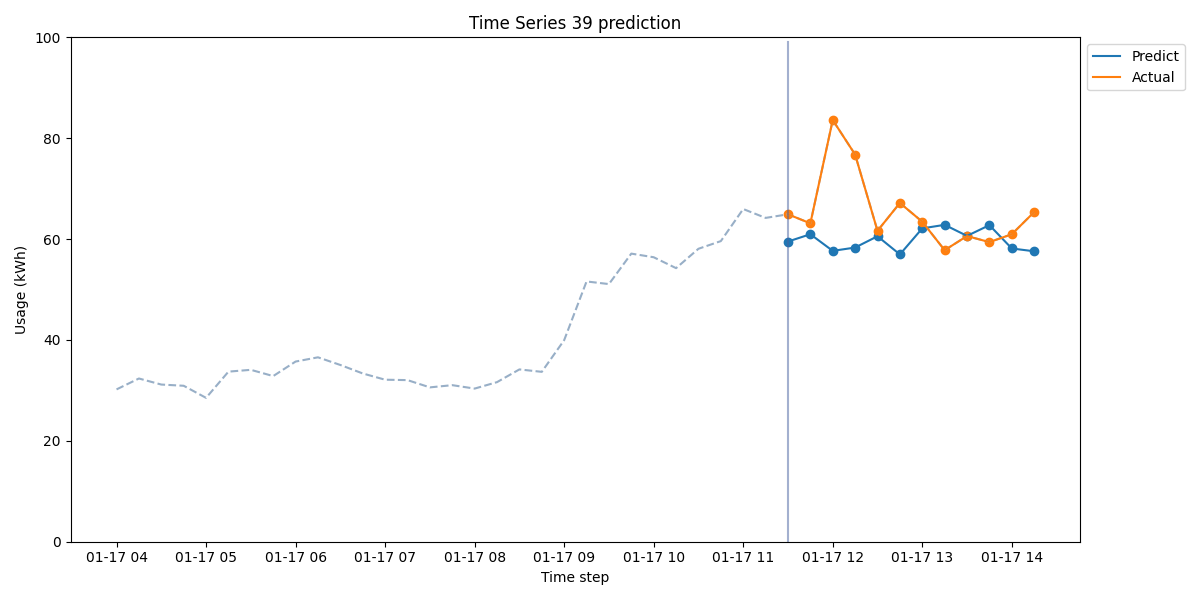 Time Series 39 prediction
Predict
Actual
Usage (kWh)
100
80
60
40
20
0
01-17 04 01-17 05 01-17 06 01-17 07 01-17 08 01-17 09 01-17 10 01-17 11 01-17 12 01-17 13 01-17 14
Time step